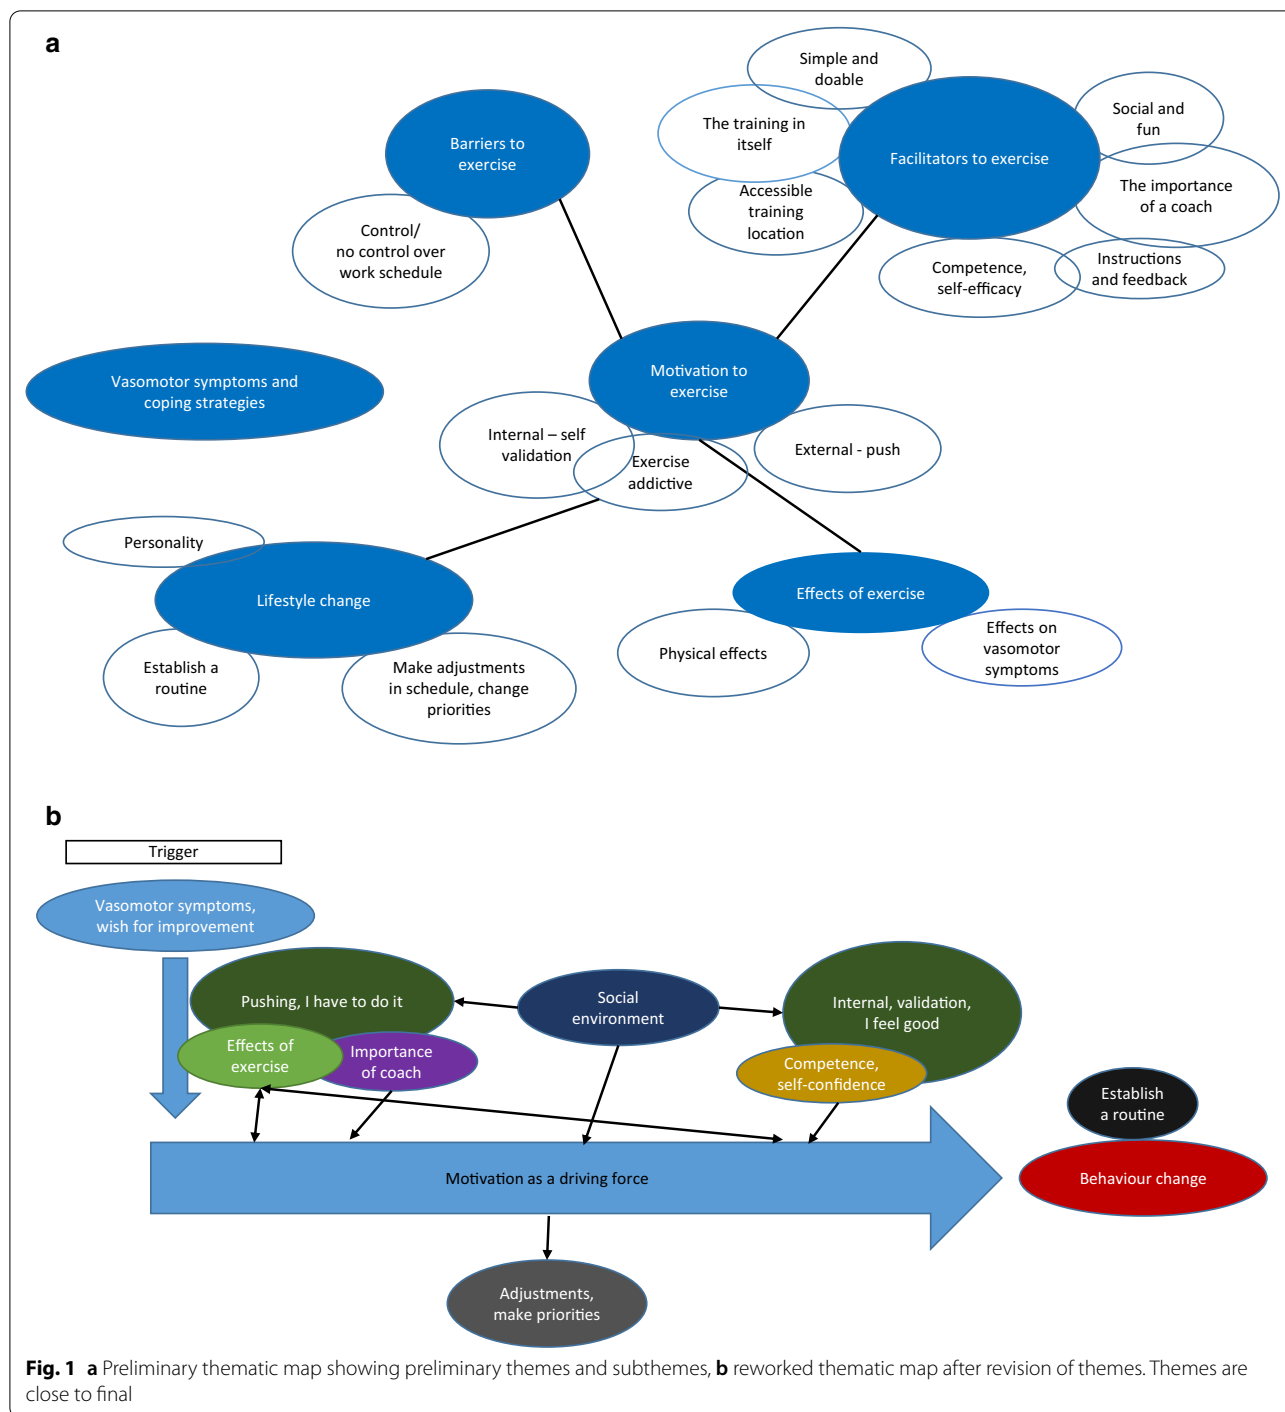 a
Simple and
doable
Social and
fun
The training in
itself
Barriers to
exercise
Facilitators to exercise
The importance
of a coach
Accessible
training
location
Control/
no control over
work schedule
Competence,
self-efficacy
Instructions
and feedback
Motivation to
exercise
Vasomotor symptoms and
coping strategies
Internal – self
validation
External - push
Exercise
addictive
Personality
Lifestyle change
Effects of exercise
Physical effects
Effects on
vasomotor
symptoms
Establish a
routine
Make adjustments
in schedule, change
priorities
b
Trigger
Vasomotor symptoms,
wish for improvement
Pushing, I have to do it
Social
environment
Internal, validation,
I feel good
Effects of
exercise
Importance
of coach
Competence,
self-confidence
Establish
a routine
Motivation as a driving force
Behaviour change
Adjustments,
make priorities
Fig. 1 a Preliminary thematic map showing preliminary themes and subthemes, b reworked thematic map after revision of themes. Themes are
close to final